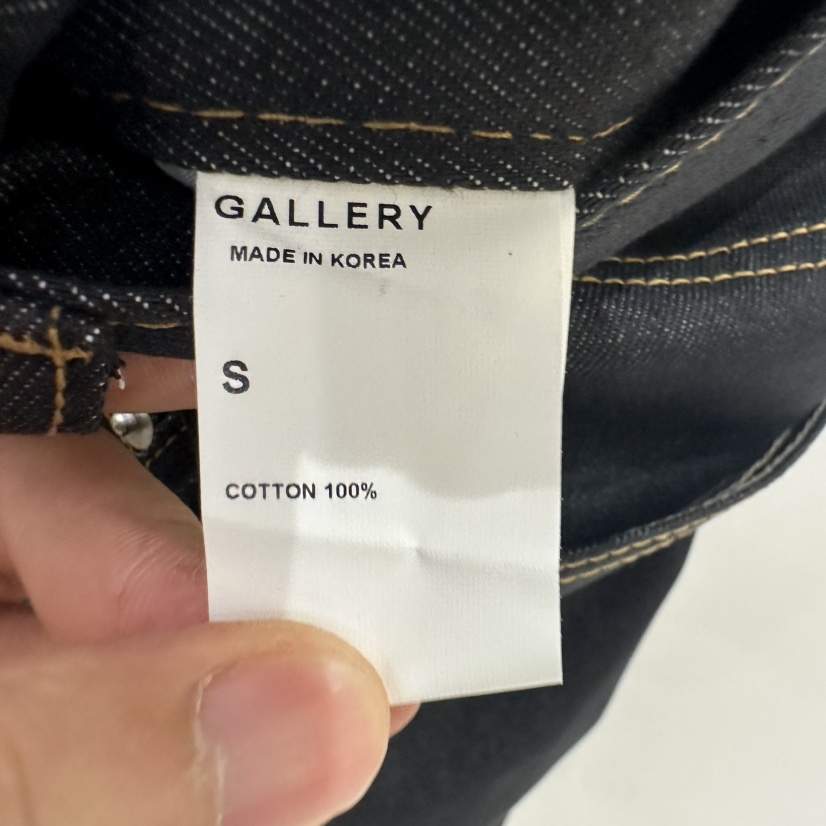 GALLERY
MADE IN KOREA
S
COTTON 100%